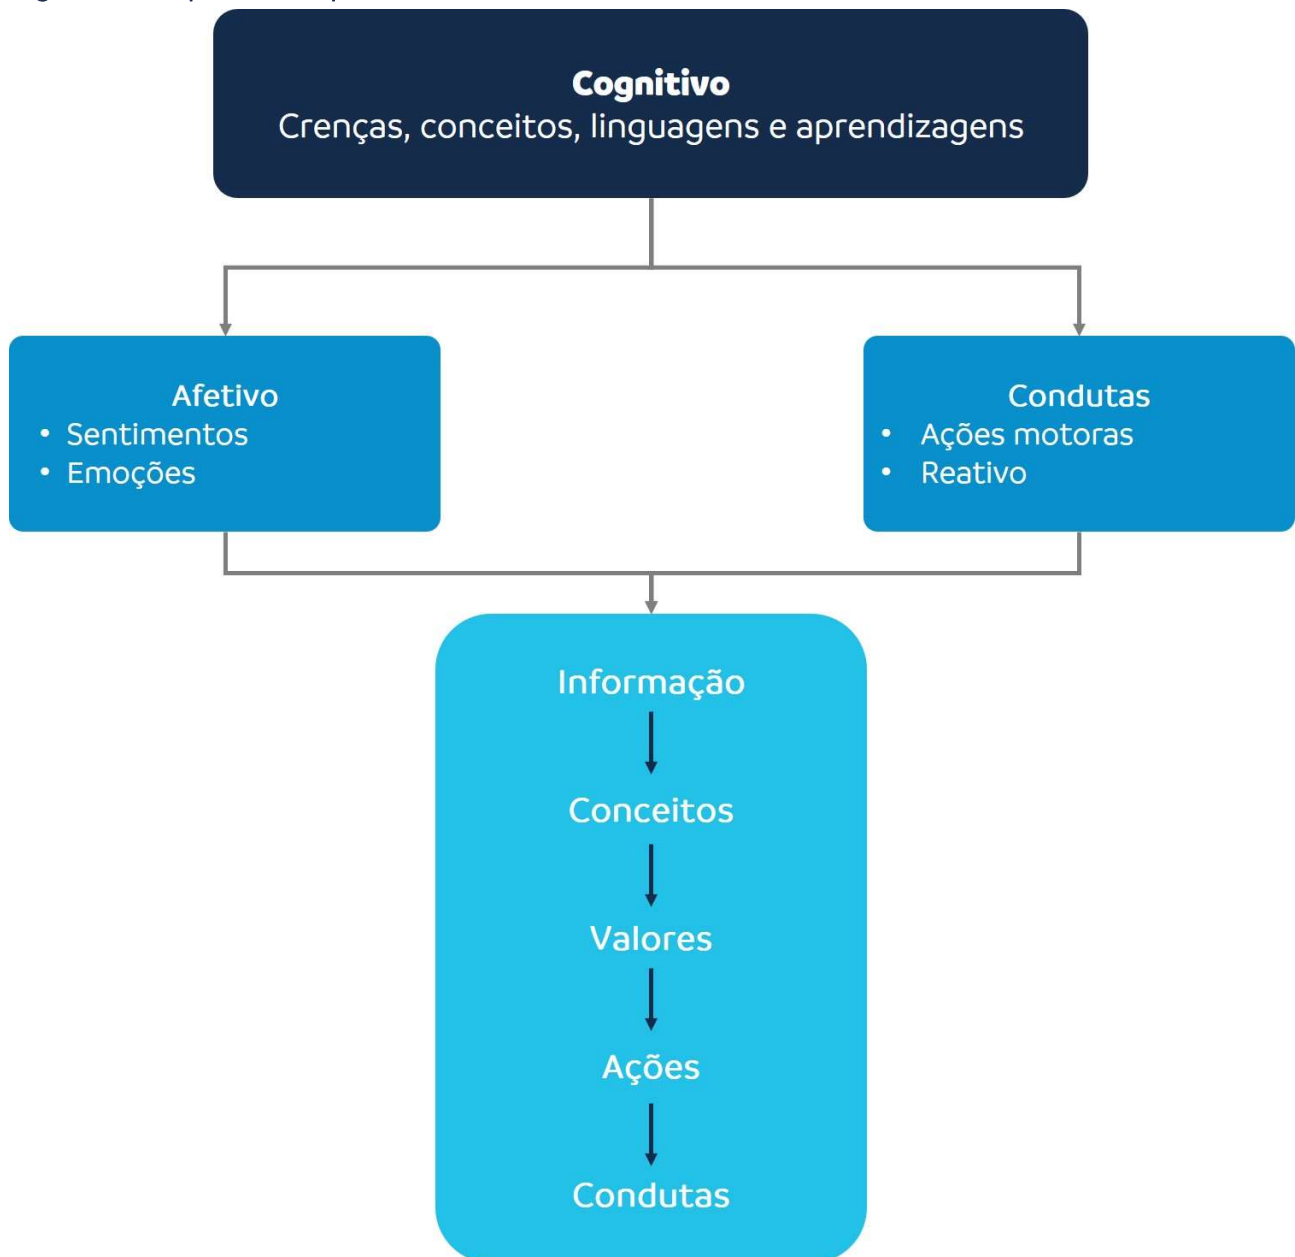 Cognitivo
Crenças, conceitos, linguagens e aprendizagens
Afetivo
• Sentimentos
• Emoções
Condutas
• Ações motoras
• Reativo
Informação
Conceitos
Valores
Ações
Condutas